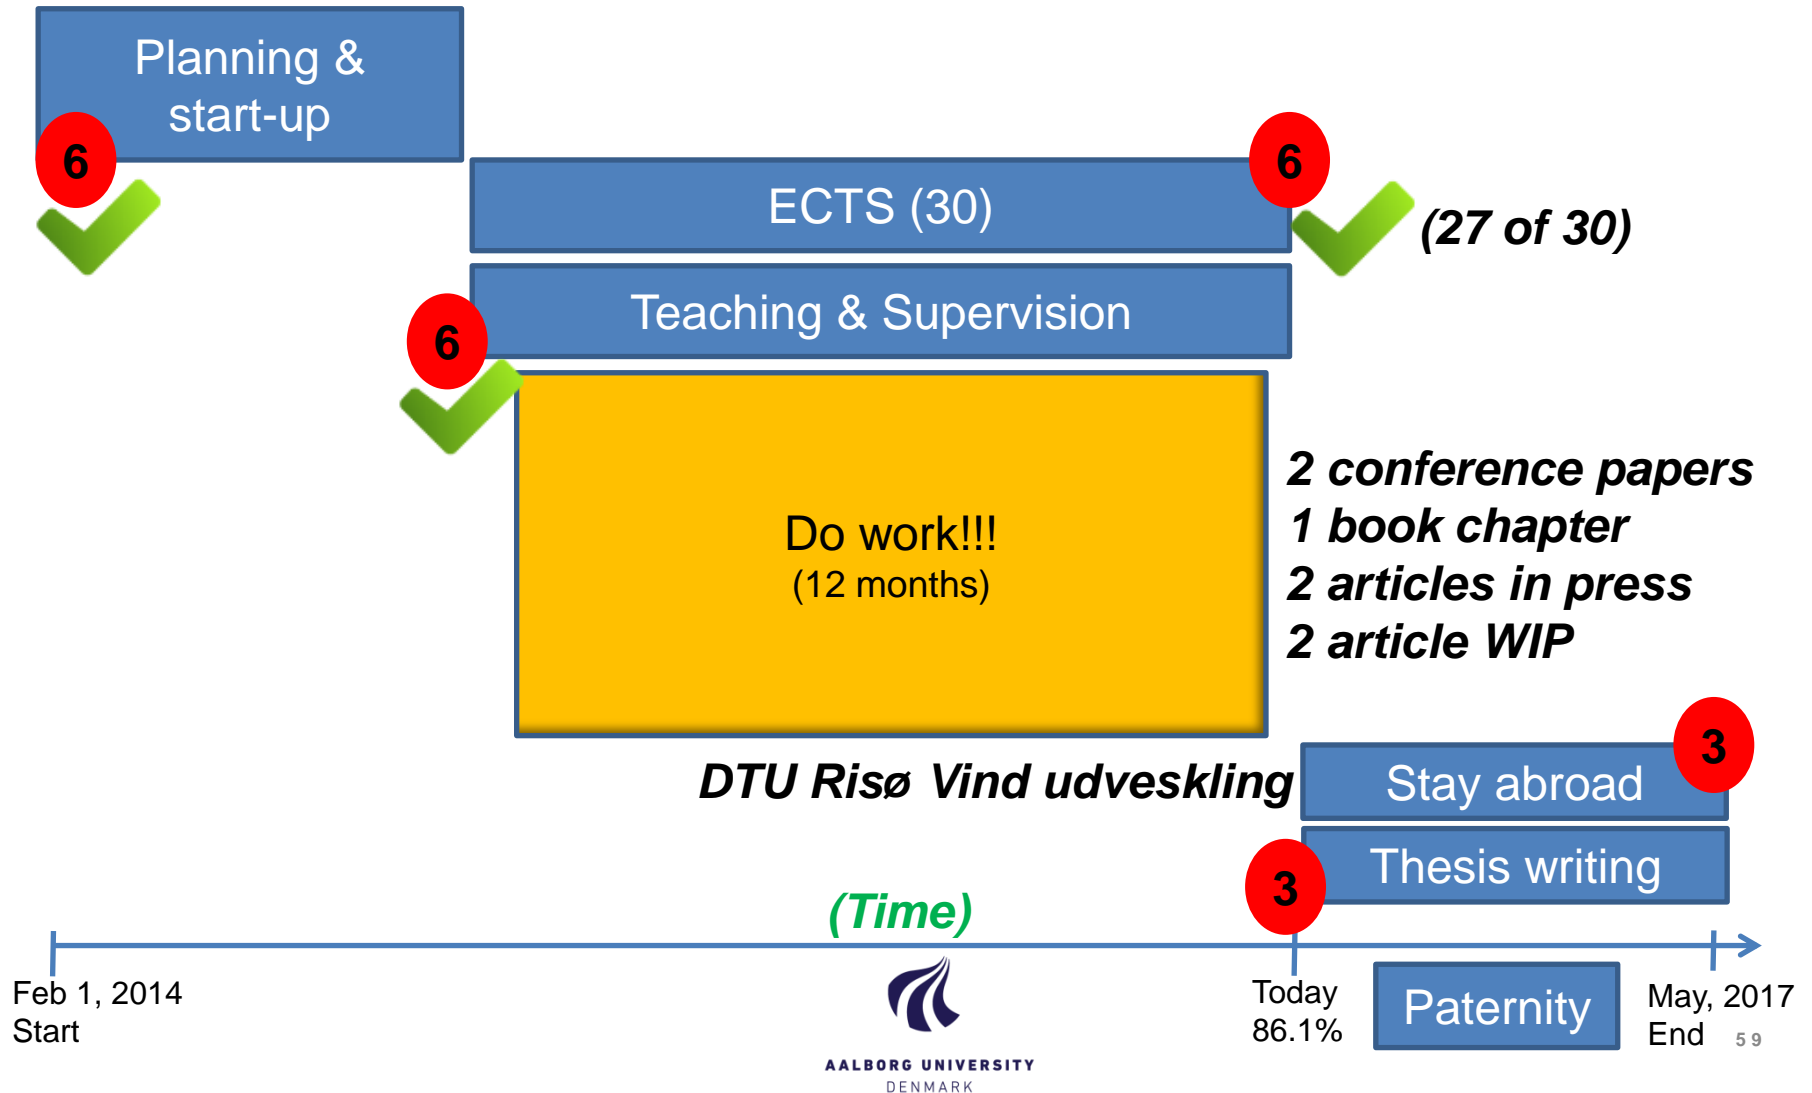 Planning &
start-up
6
ECTS (30)
6
(27 of 30)
Teaching & Supervision
6
Do work!!!
(12 months)
2 conference papers
1 book chapter
2 articles in press
2 article WIP
DTU Risø Vind udveskling
Stay abroad
3
Thesis writing
3
(Time)
Feb 1, 2014
Start
Today
86.1%
Paternity
May, 2017
End
59
AALBORG UNIVERSITY
DENMARK